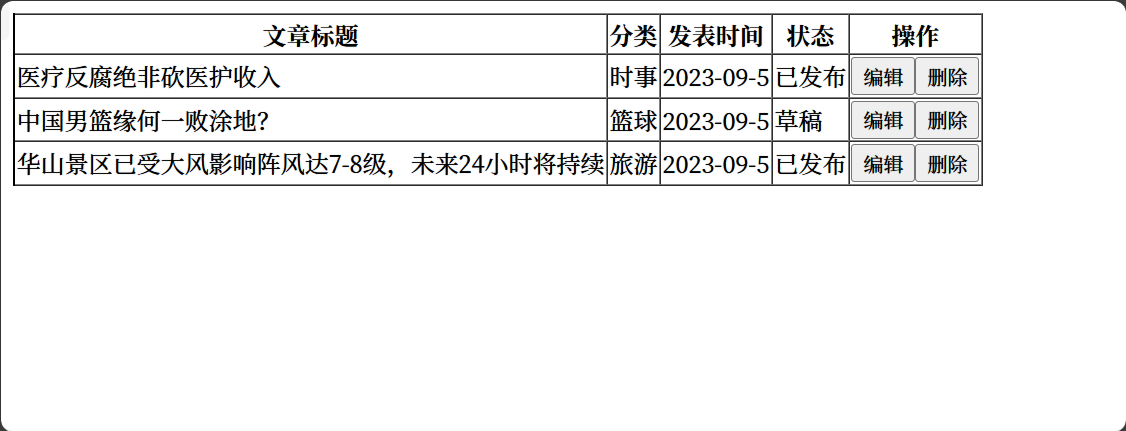 文章标题 分类 发表时间 状态 操作
医疗反腐绝非砍医护收入 时事 2023-09-5 已发布 编辑 删除
中国男篮缘何一败涂地？ 篮球 2023-09-5 草稿 编辑 删除
华山景区已受大风影响阵风达7-8级，未来24小时将持续 旅游 2023-09-5 已发布 编辑 删除